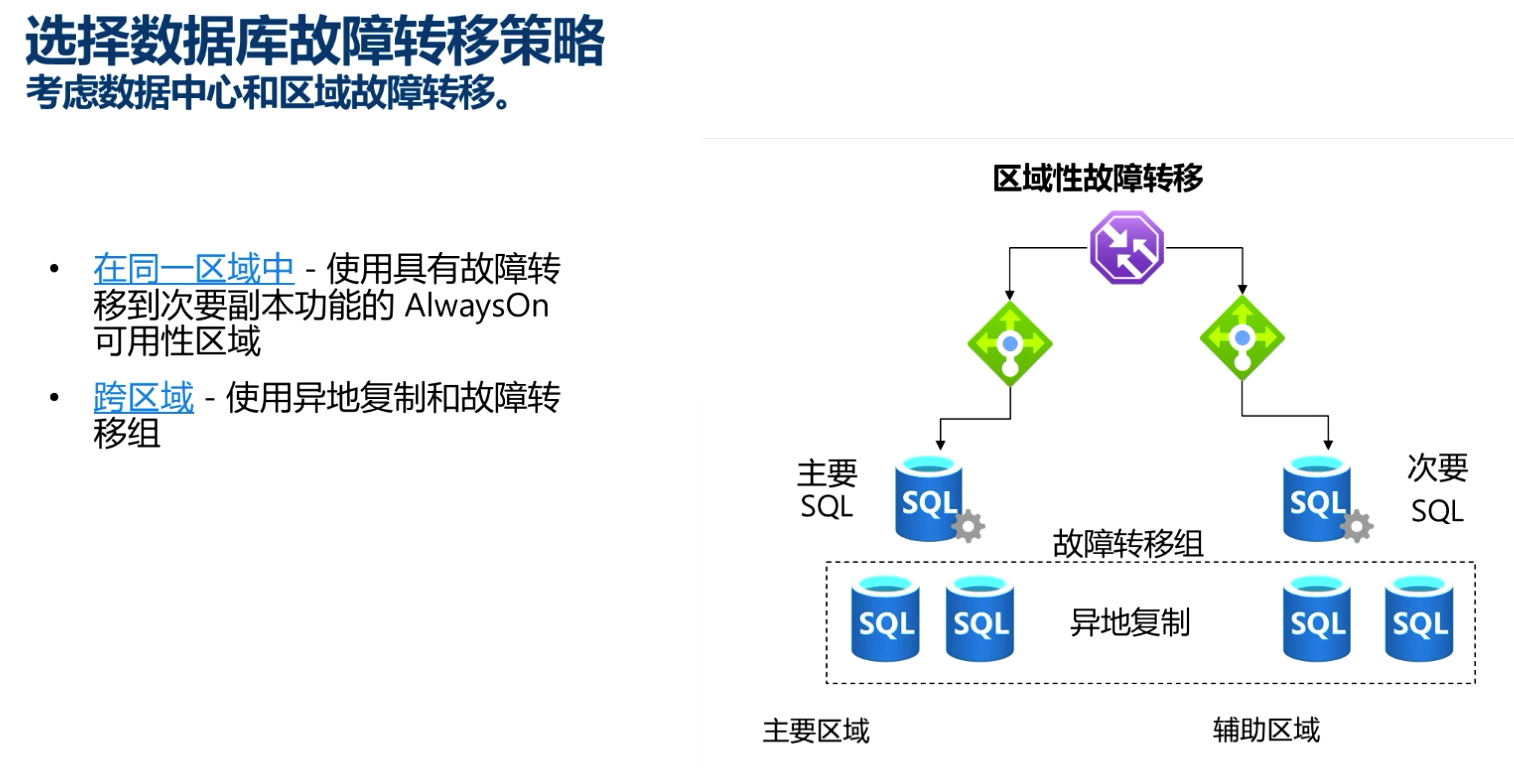 选择数据库故障转移策略
考虑数据中心和区域故障转移。
• 在同一区域中 - 使用具有故障转
移到次要副本功能的 AlwaysOn
可用性区域
• 跨区域 - 使用异地复制和故障转
移组
区域性故障转移
主要
SQL
SQL
SQL
次要
SQL
故障转移组
SQL
SQL
异地复制
SQL
SQL
主要区域
辅助区域